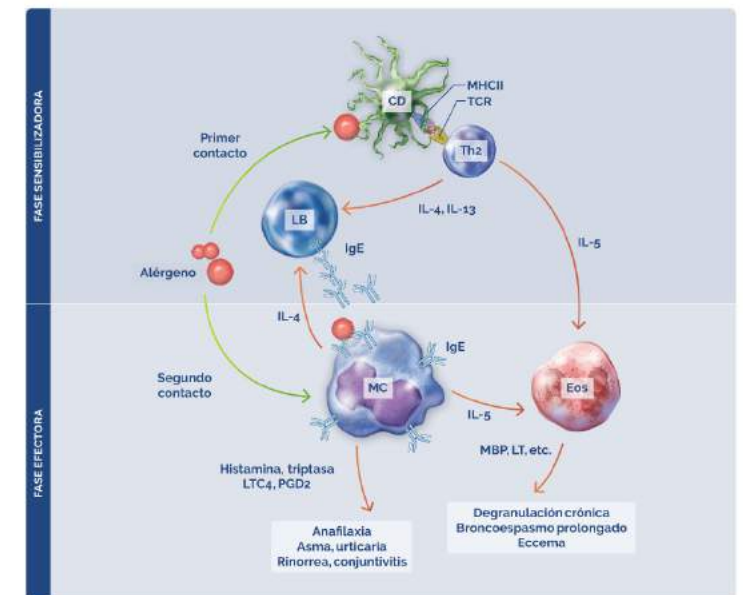 FASE SENSIBILIZADORA
CD
MHCII
TCR
Primer
contacto
Th2
LB
IL-4, IL-13
IgE
IL-5
Alérgeno
IL-4
IgE
Segundo
contacto
MC
Eos
IL-5
FASE EFECTORA
MBP, LT, etc.
Histamina, triptasa
LTC4, PGD2
Degranulación crónica
Broncoespasmo prolongado
Eccema
Anafilaxia
Asma, urticaria
Rinorrea, conjuntivitis